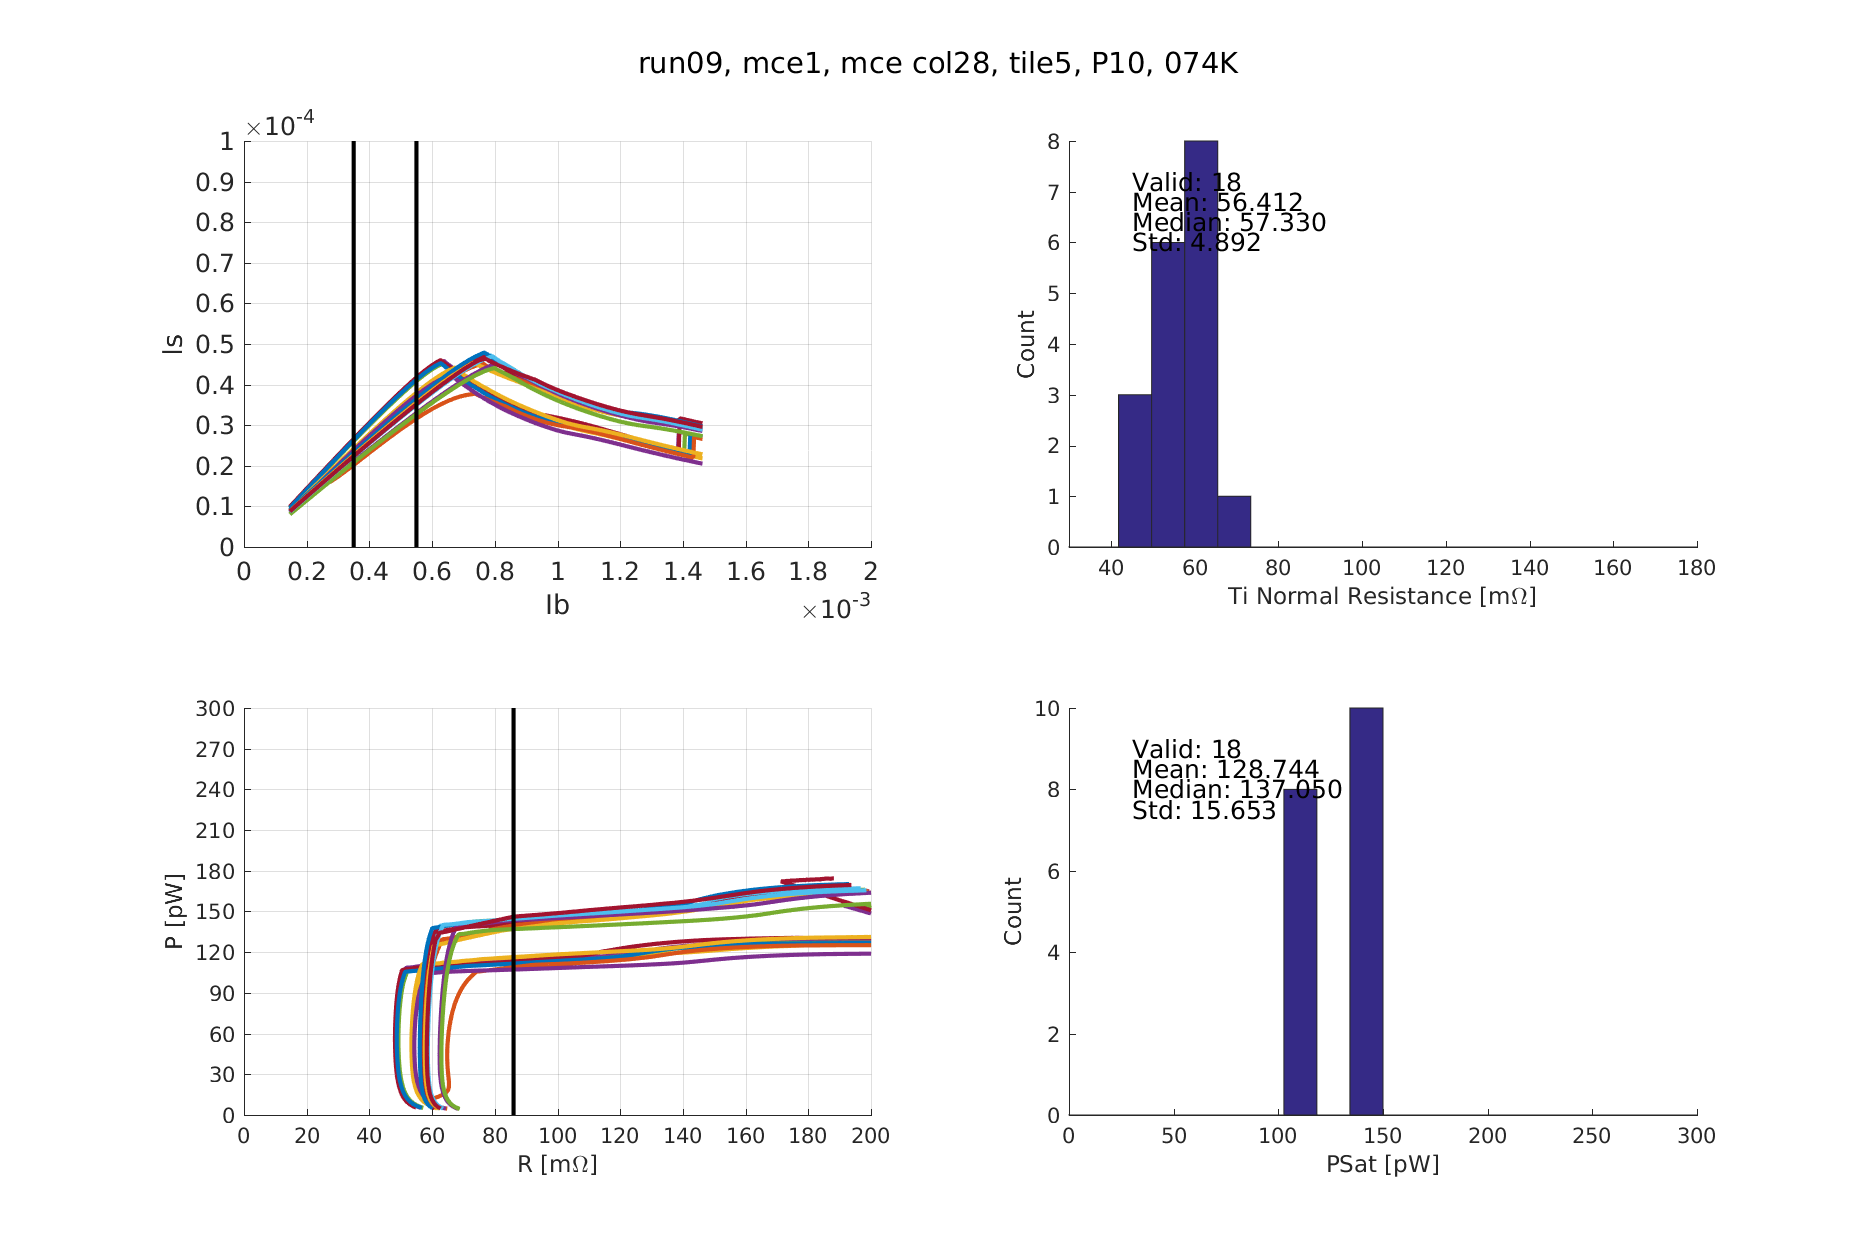 run09, mce1, mce col28, tile5, P10, 074K
×10-4
1
0.9
0.8
0.7
0.6
0.5
0.4
0.3
0.2
0.1
0
Is
0 0.2 0.4 0.6 0.8 1 1.2 1.4 1.6 1.8 2
Ib
×10-3
8
7
6
5
4
3
2
1
0
Count
Valid: 18
Mean: 56.412
Median: 57.330
Std: 4.892
40 60 80 100 120 140 160 180
Ti Normal Resistance [mΩ]
300
270
240
210
180
150
120
90
60
30
0
P [pW]
0 20 40 60 80 100 120 140 160 180 200
R [mΩ]
10
8
6
4
2
0
Count
Valid: 18
Mean: 128.744
Median: 137.050
Std: 15.653
0 50 100 150 200 250 300
PSat [pW]